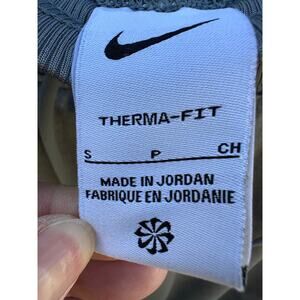 THERMA-FIT
S P CH
MADE IN JORDAN
FABRIQUE EN JORDANIE